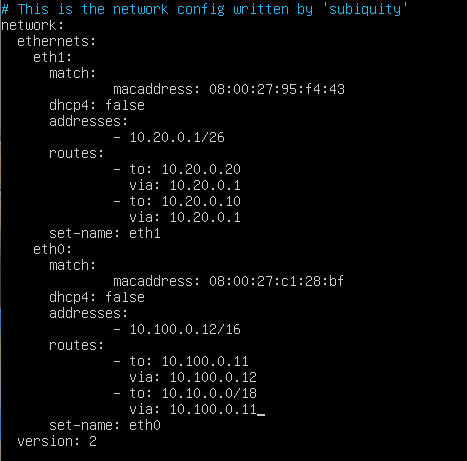 # This is the network config written by 'subiquity'
network:
  ethernets:
    eth1:
      match:
              macaddress: 08:00:27:95:f4:43
      dhcp4: false
      addresses:
              - 10.20.0.1/26
      routes:
              - to: 10.20.0.20
                via: 10.20.0.1
              - to: 10.20.0.10
                via: 10.20.0.1
      set-name: eth1
    eth0:
      match:
              macaddress: 08:00:27:c1:28:bf
      dhcp4: false
      addresses:
              - 10.100.0.12/16
      routes:
              - to: 10.100.0.11
                via: 10.100.0.12
              - to: 10.10.0.0/18
                via: 10.100.0.11_
      set-name: eth0
  version: 2